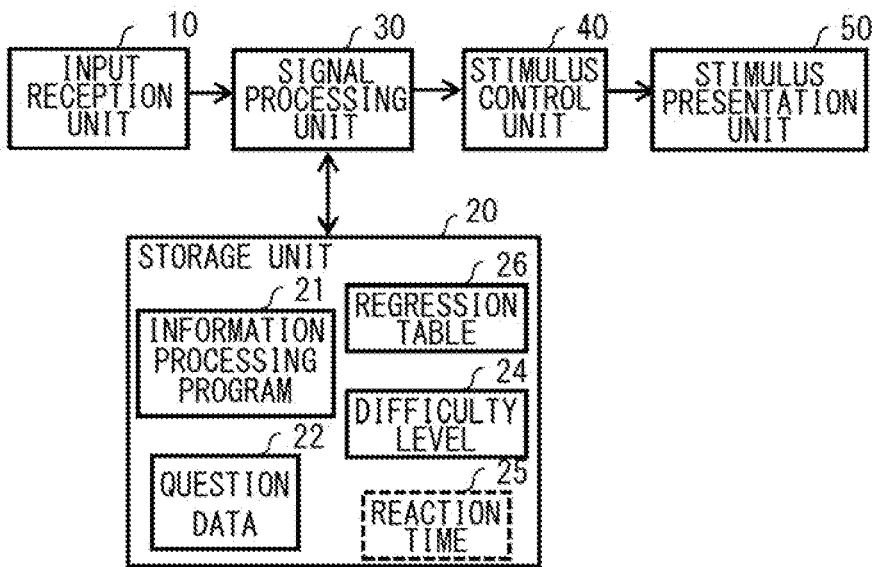 10
INPUT
RECEPTION
UNIT
30
SIGNAL
PROCESSING
UNIT
40
STIMULUS
CONTROL
UNIT
50
STIMULUS
PRESENTATION
UNIT
20
STORAGE UNIT
21
INFORMATION
PROCESSING
PROGRAM
26
REGRESSION
TABLE
24
DIFFICULTY
LEVEL
22
QUESTION
DATA
25
REACTION
TIME